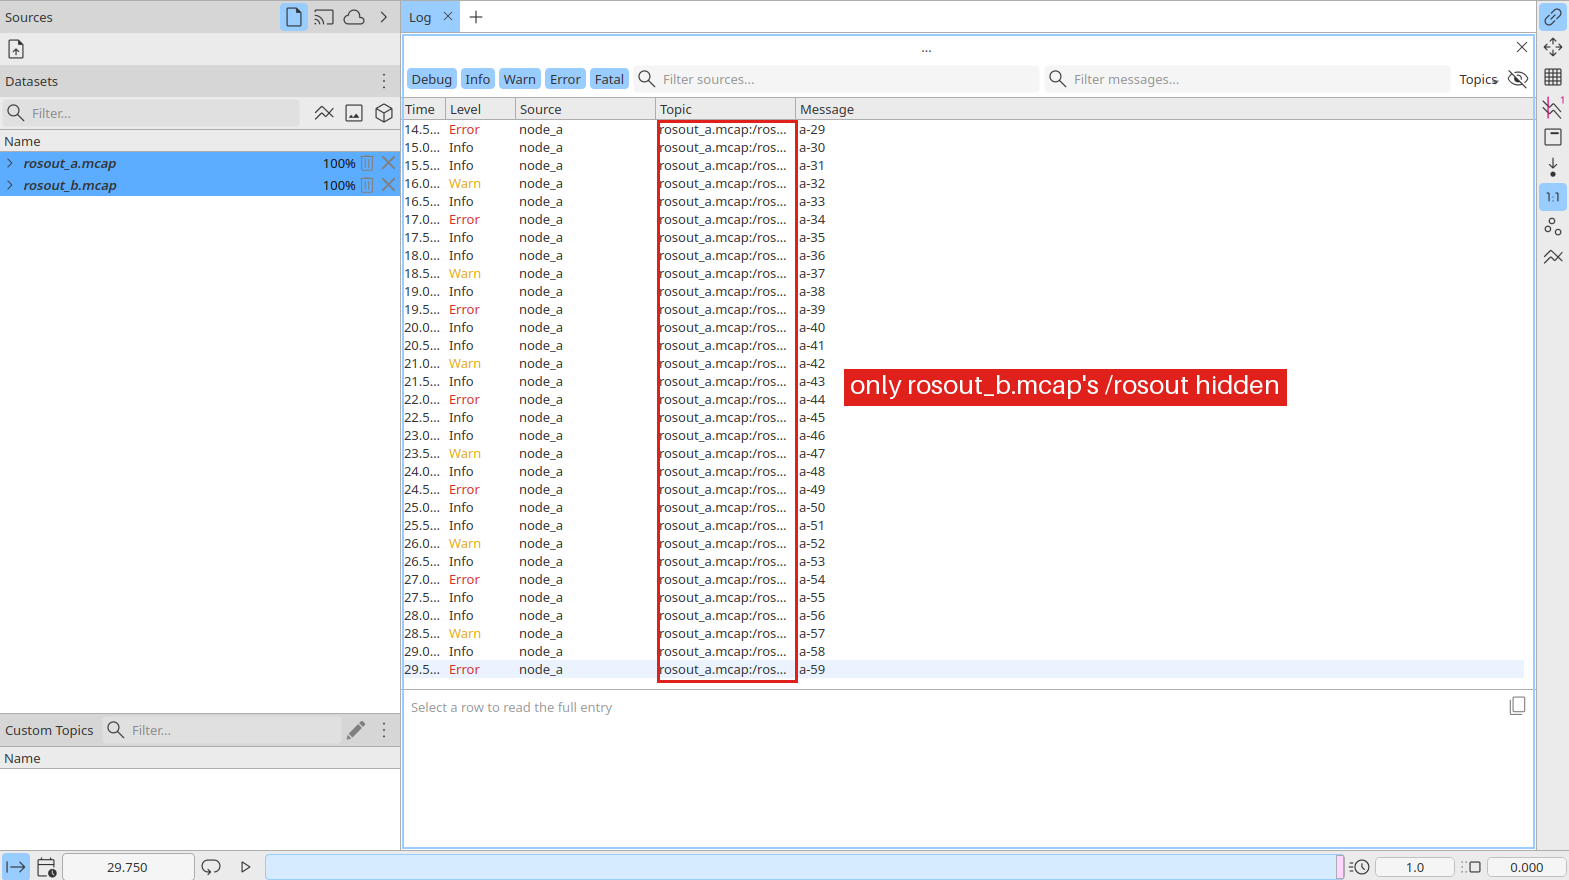 Sources
Log
...
Datasets
Debug Info Warn Error Fatal Filter sources... Filter messages... Topics
Filter...
Time Level Source Topic Message
Name
rosout_a.mcap 100%
rosout_b.mcap 100%
14.5... Error node_a rosout_a.mcap:/ros... a-29
15.0... Info node_a rosout_a.mcap:/ros... a-30
15.5... Info node_a rosout_a.mcap:/ros... a-31
16.0... Warn node_a rosout_a.mcap:/ros... a-32
16.5... Info node_a rosout_a.mcap:/ros... a-33
17.0... Error node_a rosout_a.mcap:/ros... a-34
17.5... Info node_a rosout_a.mcap:/ros... a-35
18.0... Info node_a rosout_a.mcap:/ros... a-36
18.5... Warn node_a rosout_a.mcap:/ros... a-37
19.0... Info node_a rosout_a.mcap:/ros... a-38
19.5... Error node_a rosout_a.mcap:/ros... a-39
20.0... Info node_a rosout_a.mcap:/ros... a-40
20.5... Info node_a rosout_a.mcap:/ros... a-41
21.0... Warn node_a rosout_a.mcap:/ros... a-42
21.5... Info node_a rosout_a.mcap:/ros... a-43
only rosout_b.mcap's /rosout hidden
22.0... Error node_a rosout_a.mcap:/ros... a-44
22.5... Info node_a rosout_a.mcap:/ros... a-45
23.0... Info node_a rosout_a.mcap:/ros... a-46
23.5... Warn node_a rosout_a.mcap:/ros... a-47
24.0... Info node_a rosout_a.mcap:/ros... a-48
24.5... Error node_a rosout_a.mcap:/ros... a-49
25.0... Info node_a rosout_a.mcap:/ros... a-50
25.5... Info node_a rosout_a.mcap:/ros... a-51
26.0... Warn node_a rosout_a.mcap:/ros... a-52
26.5... Info node_a rosout_a.mcap:/ros... a-53
27.0... Error node_a rosout_a.mcap:/ros... a-54
27.5... Info node_a rosout_a.mcap:/ros... a-55
28.0... Info node_a rosout_a.mcap:/ros... a-56
28.5... Warn node_a rosout_a.mcap:/ros... a-57
29.0... Info node_a rosout_a.mcap:/ros... a-58
29.5... Error node_a rosout_a.mcap:/ros... a-59
Select a row to read the full entry
Custom Topics Filter...
Name
1
1:1
29.750
1.0
0.000